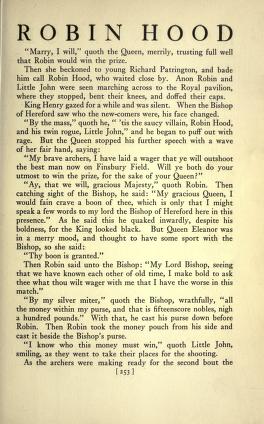 ROBIN HOOD
"Marry, I will," quoth the Queen, merrily, trusting full well
that Robin would win the prize.
Then she beckoned to young Richard Partington, and bade
him call Robin Hood, who waited close by. Anon Robin and
Little John were seen marching across to the Royal pavilion,
where they stopped, bent their knees, and doffed their caps.
King Henry gazed for a while and was silent. When the Bishop
of Hereford saw who the new-comers were, his face changed.
"By the mass," quoth he, " 'tis the saucy villain, Robin Hood,
and his twin rogue, Little John," and he began to puff out with
rage. But the Queen stopped his further speech with a wave
of her fair hand, saying:
"My brave archers, I have laid a wager that ye will outshoot
the best man now on Finsbury Field. Will ye both do your
utmost to win the prize, for the sake of your Queen?"
"Ay, that we will, gracious Majesty," quoth Robin. Then
catching sight of the Bishop, he said: "My gracious Queen, I
would fain crave a boon of thee, which is only that I might
speak a few words to my lord the Bishop of Hereford here in this
presence." As he said this he quaked inwardly, despite his
boldness, for the King looked black. But Queen Eleanor was
in a merry mood, and thought to have some sport with the
Bishop, so she said:
"Thy boon is granted."
Then Robin said unto the Bishop: "My Lord Bishop, seeing
that we have known each other of old time, I make bold to ask
thee what thou wilt wager with me that I have the worse in this
match."
"By my silver miter," quoth the Bishop, wrathfully, "all
the money within my purse, and that is fifteenscore nobles, nigh
a hundred pounds." With that, he cast his purse down before
Robin. Then Robin took the money pouch from his side and
cast it beside the Bishop's purse.
"I know who this money must win," quoth Little John,
smiling, as they went to take their places for the shooting.
As the archers were making ready for the second bout the
[153]